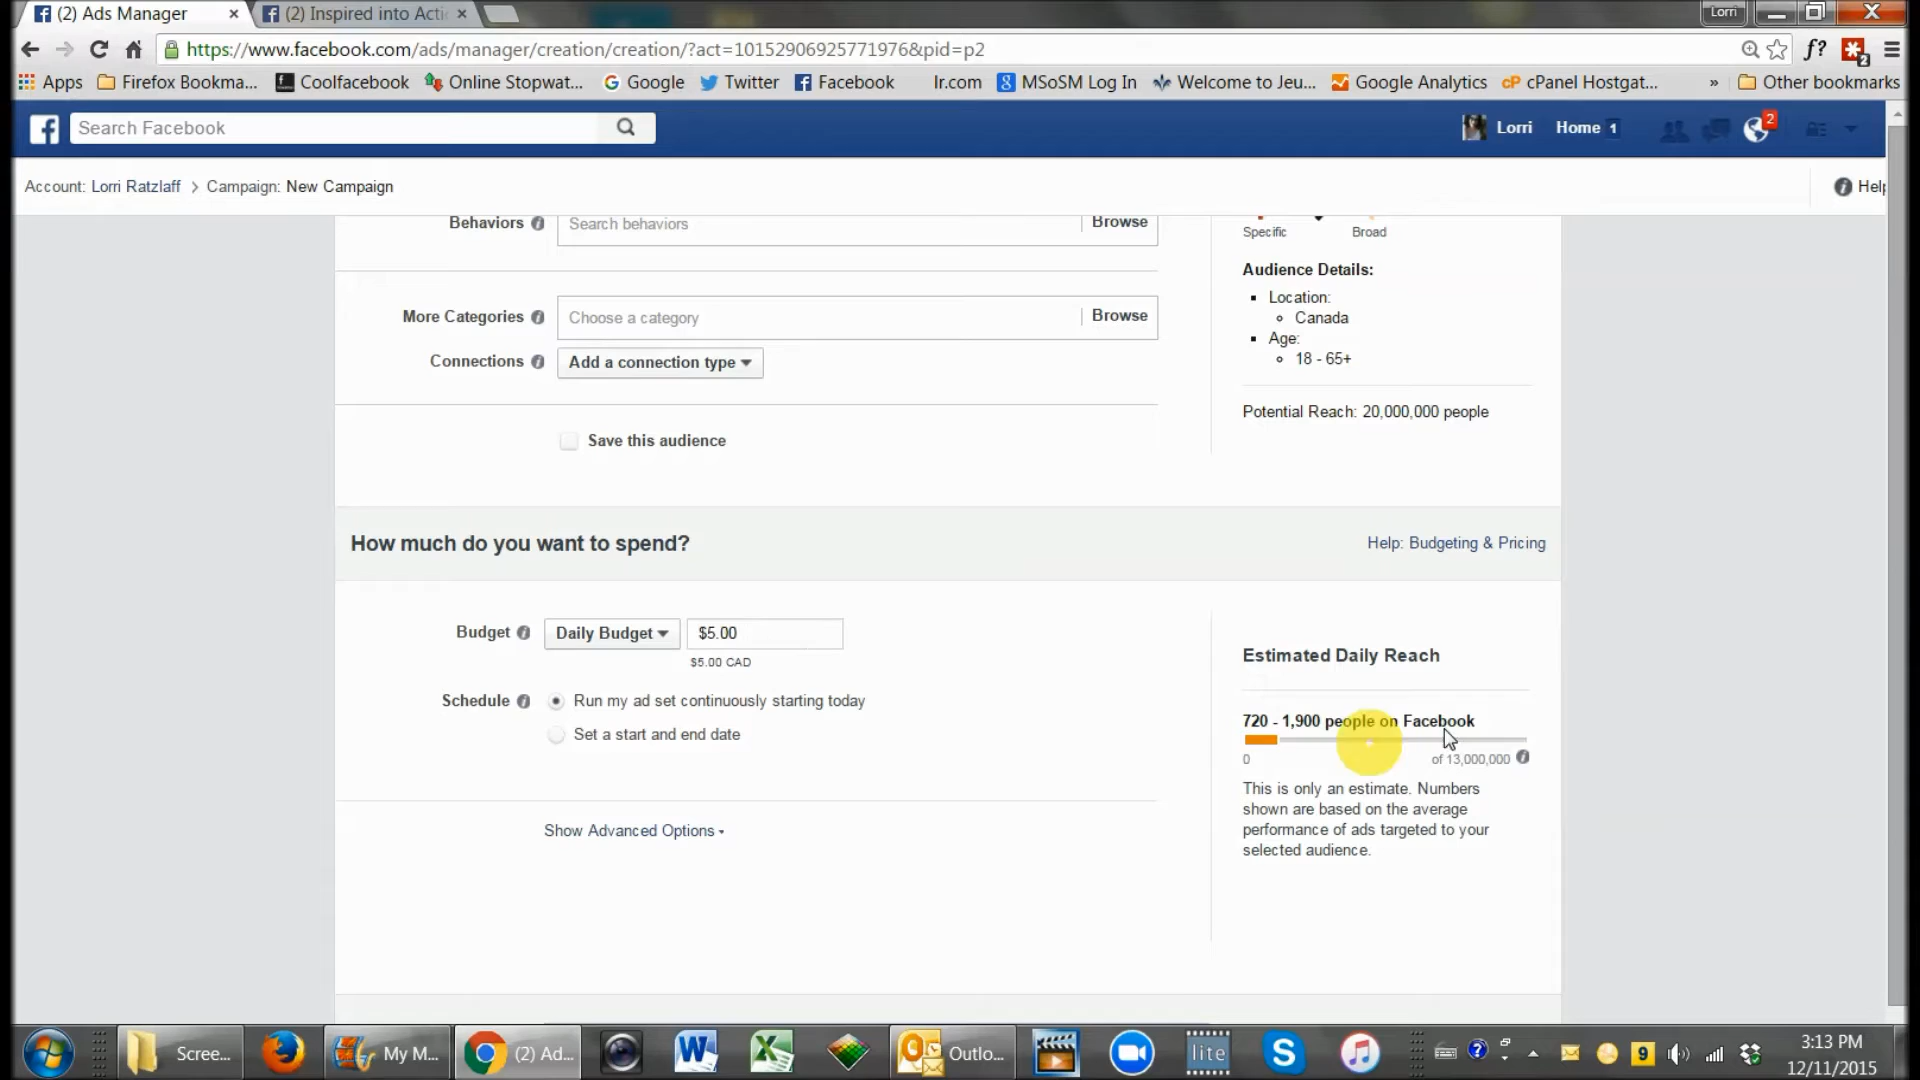 (2) Ads Manager
(2) Inspired into Actic
Lorri
https://www.facebook.com/ads/manager/creation/creation/?act=10152906925771976&pid=p2
f?
2
Apps
Firefox Bookma...
Coolfacebook
Online Stopwat...
Google
Twitter
Facebook
lr.com
MSoSM Log In
Welcome to Jeu...
Google Analytics
cPanel Hostgat...
»
Other bookmarks
Search Facebook
Lorri
Home 1
2
Account: Lorri Ratzlaff > Campaign: New Campaign
Help
Behaviors
Search behaviors
Browse
Specific
Broad
Audience Details:
Location:
Canada
Age:
18 - 65+
More Categories
Choose a category
Browse
Connections
Add a connection type
Potential Reach: 20,000,000 people
Save this audience
How much do you want to spend?
Help: Budgeting & Pricing
Budget
Daily Budget
$5.00
$5.00 CAD
Estimated Daily Reach
Schedule
Run my ad set continuously starting today
Set a start and end date
720 - 1,900 people on Facebook
0
of 13,000,000
This is only an estimate. Numbers
shown are based on the average
performance of ads targeted to your
selected audience.
Show Advanced Options
Scree...
My M...
(2) Ad...
Outlo...
lite
9
3:13 PM
12/11/2015